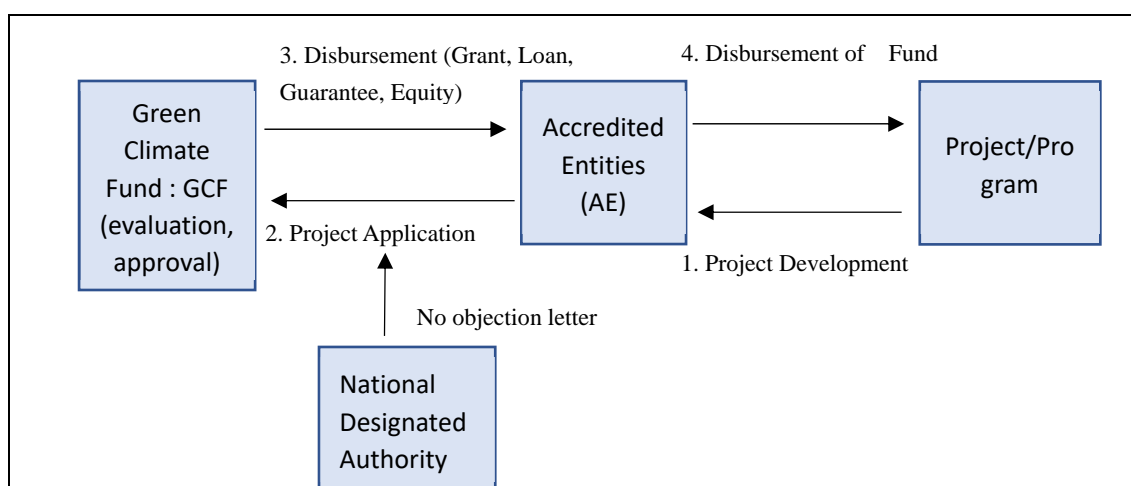 3. Disbursement (Grant, Loan,
Guarantee, Equity)
4. Disbursement of Fund
Green
Climate
Fund : GCF
(evaluation,
approval)
Accredited
Entities
(AE)
Project/Pro
gram
2. Project Application
1. Project Development
No objection letter
National
Designated
Authority